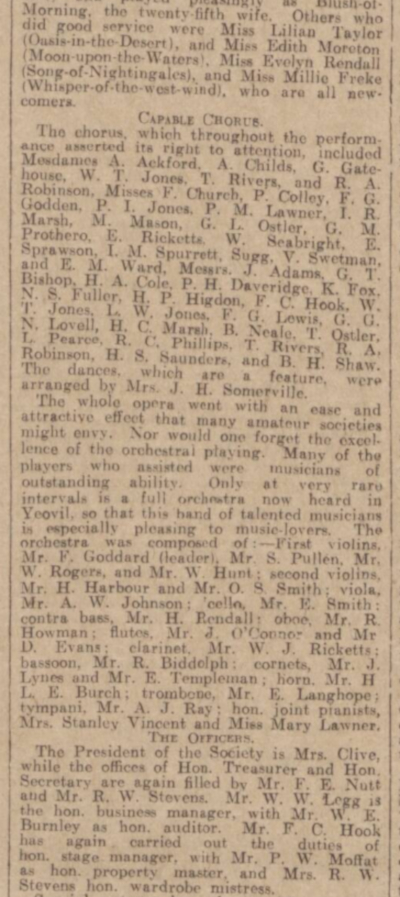 Morning, the twenty-fifth wife. Others who
did good service were Miss Lilian Taylor
(Oasis-in-the-Desert), and Miss Edith Moreton
(Moon-upon-the-Waters). Miss Evelyn Rendall
(Song-of-Nightingales), and Miss Millie Freke
(Whisper-of-the-west-wind), who are all new-
comers.
CAPABLE CHORUS.
The chorus, which throughout the perform-
ance asserted its right to attention, included
Mesdames A. Ackford, A. Childs, G. Gate-
house, W. T. Jones, T. Rivers, and R. A.
Robinson, Misses F. Church, P. Colley, F. G.
Godden, P. I. Jones, P. M. Lawner, I. R.
Marsh, M. Mason, G. L. Ostler, G. M.
Prothero, E. Ricketts, W. Seabright, E.
Sprawson, I. M. Spurrett, Sugg, V. Swetman,
and E. M. Ward, Messrs. J. Adams, G. T.
Bishop, H. A. Cole, P. H. Daveridge, K. Fox,
N. S. Fuller, H. P. Higdon, F. C. Hook, W.
T. Jones, L. W. Jones, F. G. Lewis, G. G.
N. Lovell, H. C. Marsh, B. Neale, T. Ostler,
L. Pearce, R. C. Phillips, T. Rivers, R. A.
Robinson, H. S. Saunders, and B. H. Shaw.
The dances, which are a feature, were
arranged by Mrs. J. H. Somerville.
The whole opera went with an ease and
attractive effect that many amateur societies
might envy. Nor would one forget the excel-
lence of the orchestral playing. Many of the
players who assisted were musicians of
outstanding ability. Only at very rare
intervals is a full orchestra now heard in
Yeovil, so that this band of talented musicians
is especially pleasing to music-lovers. The
orchestra was composed of:—First violins,
Mr. F. Goddard (leader), Mr. S. Pullen, Mr.
W. Rogers, and Mr. W. Hunt; second violins,
Mr. H. Harbour and Mr. O. S. Smith; viola,
Mr. A. W. Johnson; 'cello, Mr. E. Smith;
contra bass, Mr. H. Rendall; oboe, Mr. R.
Howman; flutes, Mr. J. O'Connor and Mr
D. Evans; clarinet, Mr. W. J. Ricketts;
bassoon, Mr. R. Biddolph; cornets, Mr. J.
Lynes and Mr. E. Templeman; horn, Mr. H
L. E. Burch; trombone, Mr. E. Langhope;
tympani, Mr. A. J. Ray; hon. joint pianists,
Mrs. Stanley Vincent and Miss Mary Lawner.
THE OFFICERS.
The President of the Society is Mrs. Clive,
while the offices of Hon. Treasurer and Hon.
Secretary are again filled by Mr. F. E. Nutt
and Mr. R. W. Stevens. Mr. W. W. Legg is
the hon. business manager, with Mr. W. E.
Burnley as hon. auditor. Mr. F. C. Hook
has again carried out the duties of
hon. stage manager, with Mr. P. W. Moffat
as hon. property master, and Mrs. R. W.
Stevens hon. wardrobe mistress.